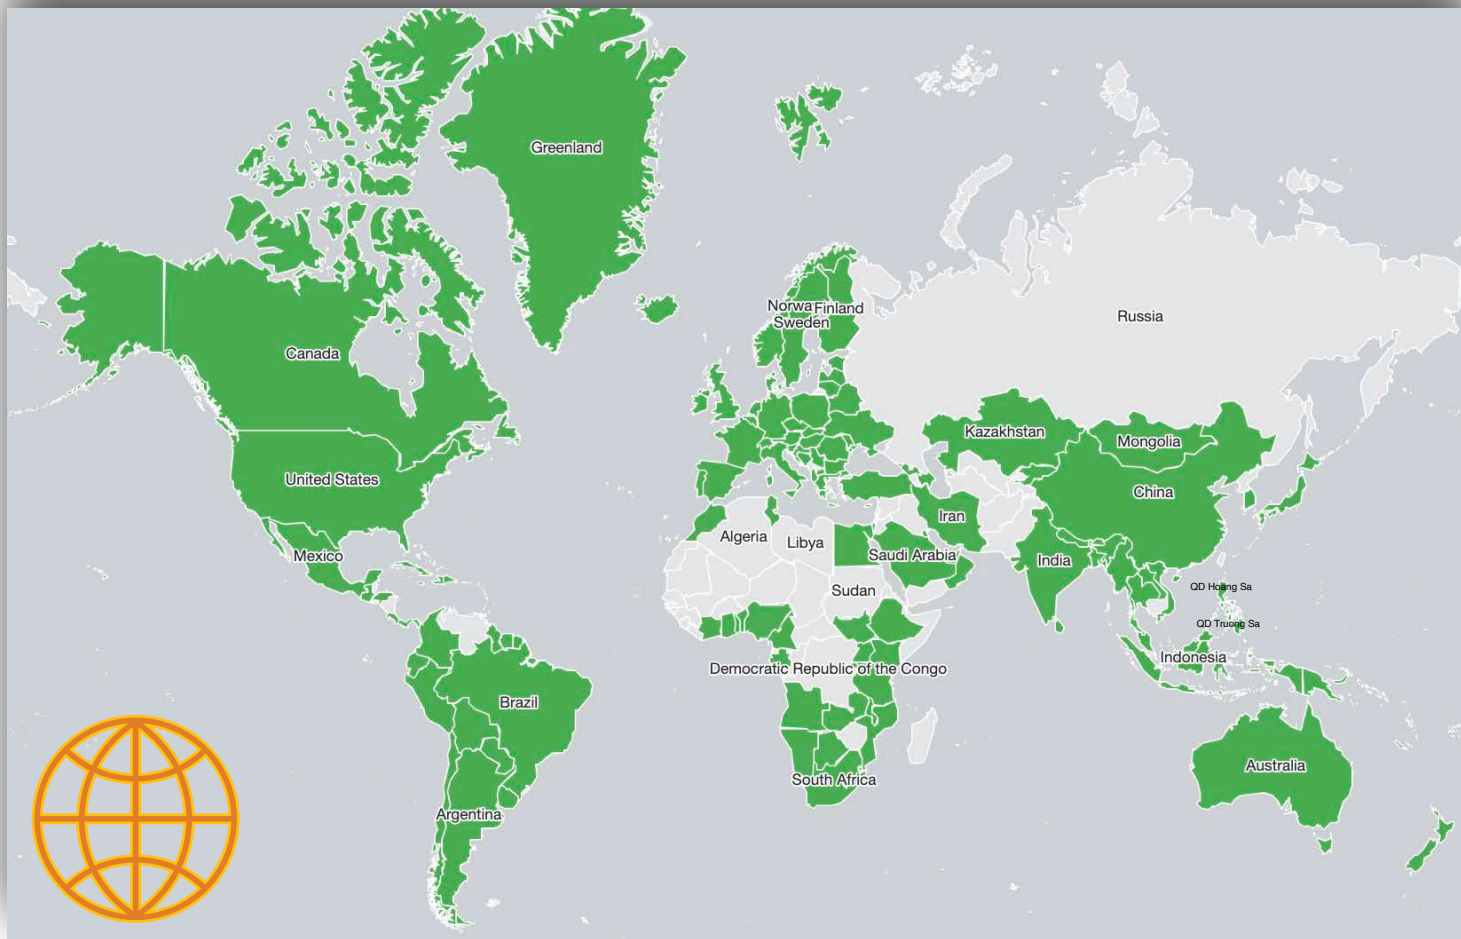 Greenland
Norwa
Finland
Sweden
Russia
Canada
Kazakhstan
Mongolia
United States
China
Iran
Algeria
Libya
Mexico
Saudi Arabia
India
Sudan
QD Hoang Sa
QD Truong Sa
Indonesia
Democratic Republic of the Congo
Brazil
Australia
South Africa
Argentina